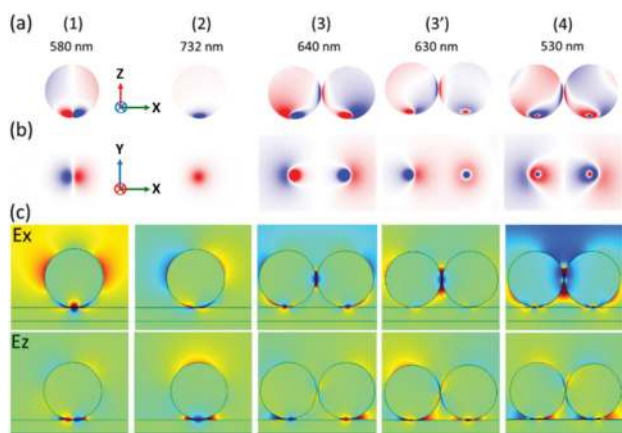 (a) (1) (2) (3) (3') (4)
580 nm 732 nm 640 nm 630 nm 530 nm
Z
X
(b)
Y
X
(c)
Ex
Ez